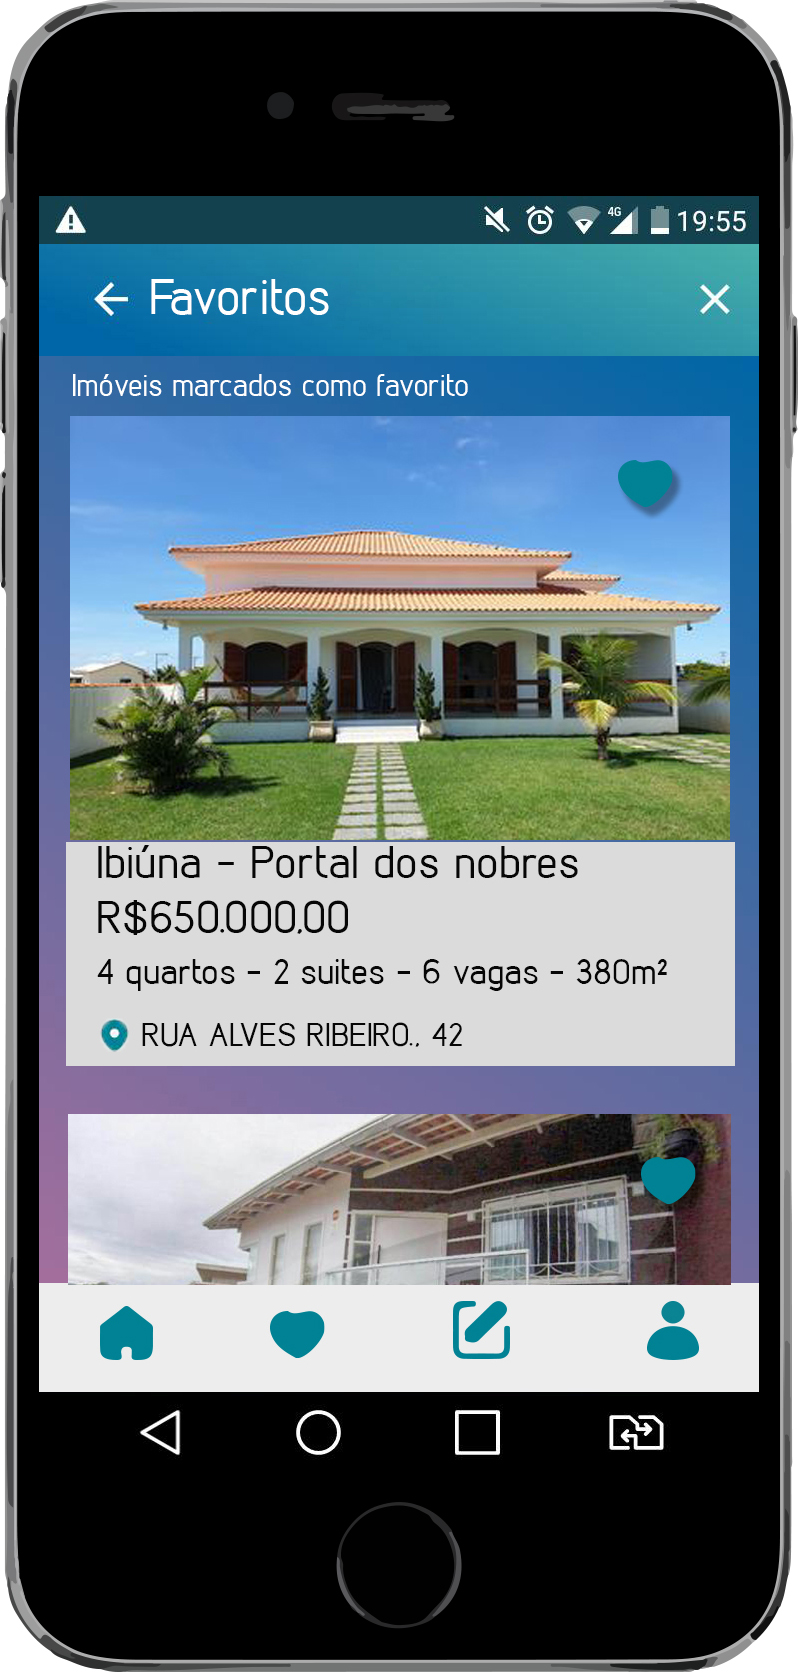 4G 19:55
Favoritos
Imóveis marcados como favorito
Ibiúna - Portal dos nobres
R$650.000,00
4 quartos - 2 suites - 6 vagas - 380m²
RUA ALVES RIBEIRO., 42